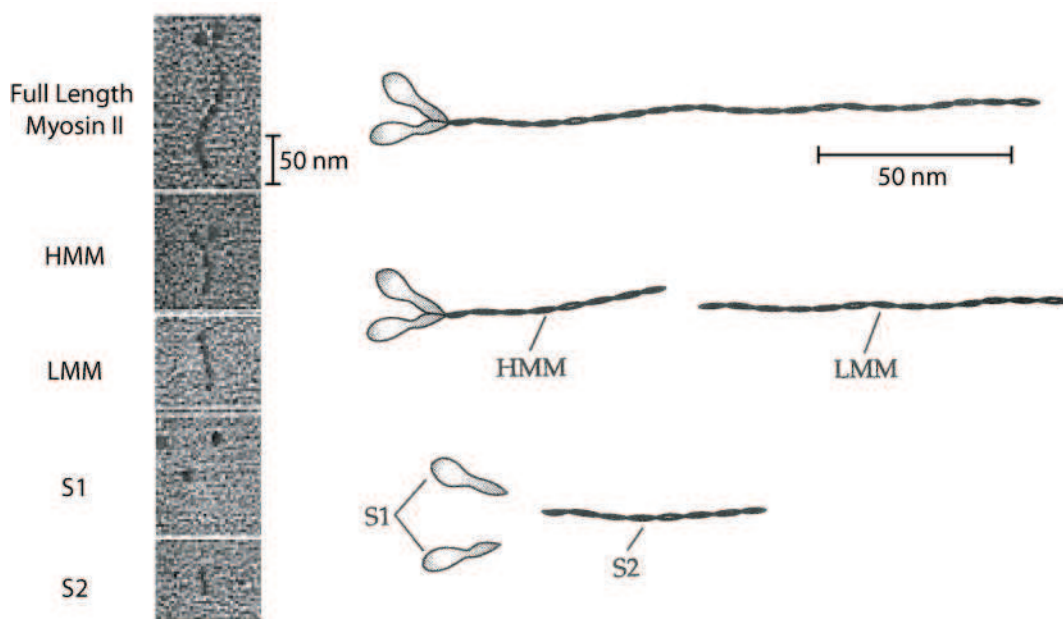 Full Length
Myosin II
50 nm
50 nm
HMM
HMM
LMM
LMM
S1
S1
S2
S2